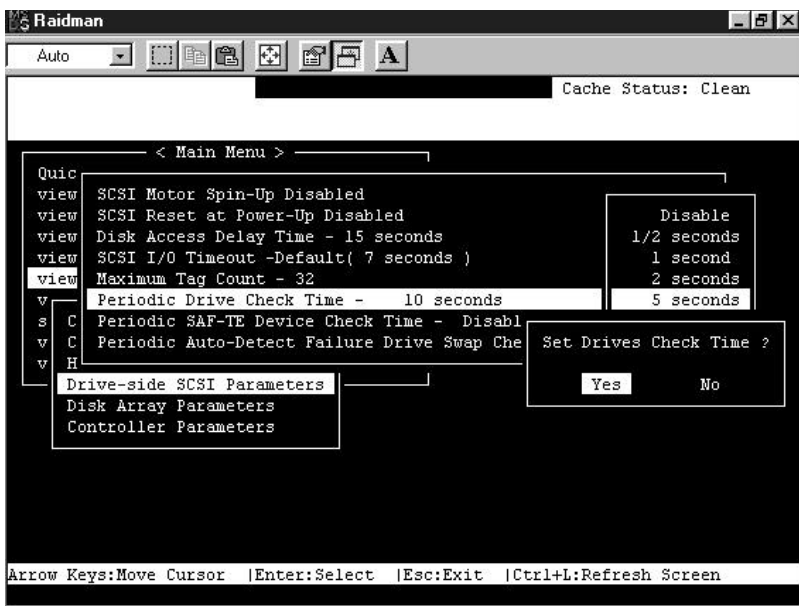 Raidman
Auto
A
Cache Status: Clean
< Main Menu >
Quic
view
view
view
view
view
v
s
v
v
C
C
H
SCSI Motor Spin-Up Disabled
SCSI Reset at Power-Up Disabled
Disk Access Delay Time - 15 seconds
SCSI I/O Timeout -Default( 7 seconds )
Maximum Tag Count - 32
Periodic Drive Check Time - 10 seconds
Periodic SAF-TE Device Check Time - Disabl
Periodic Auto-Detect Failure Drive Swap Che
Disable
1/2 seconds
1 second
2 seconds
5 seconds
Set Drives Check Time ?
Yes No
Drive-side SCSI Parameters
Disk Array Parameters
Controller Parameters
Arrow Keys:Move Cursor |Enter:Select |Esc:Exit |Ctrl+L:Refresh Screen